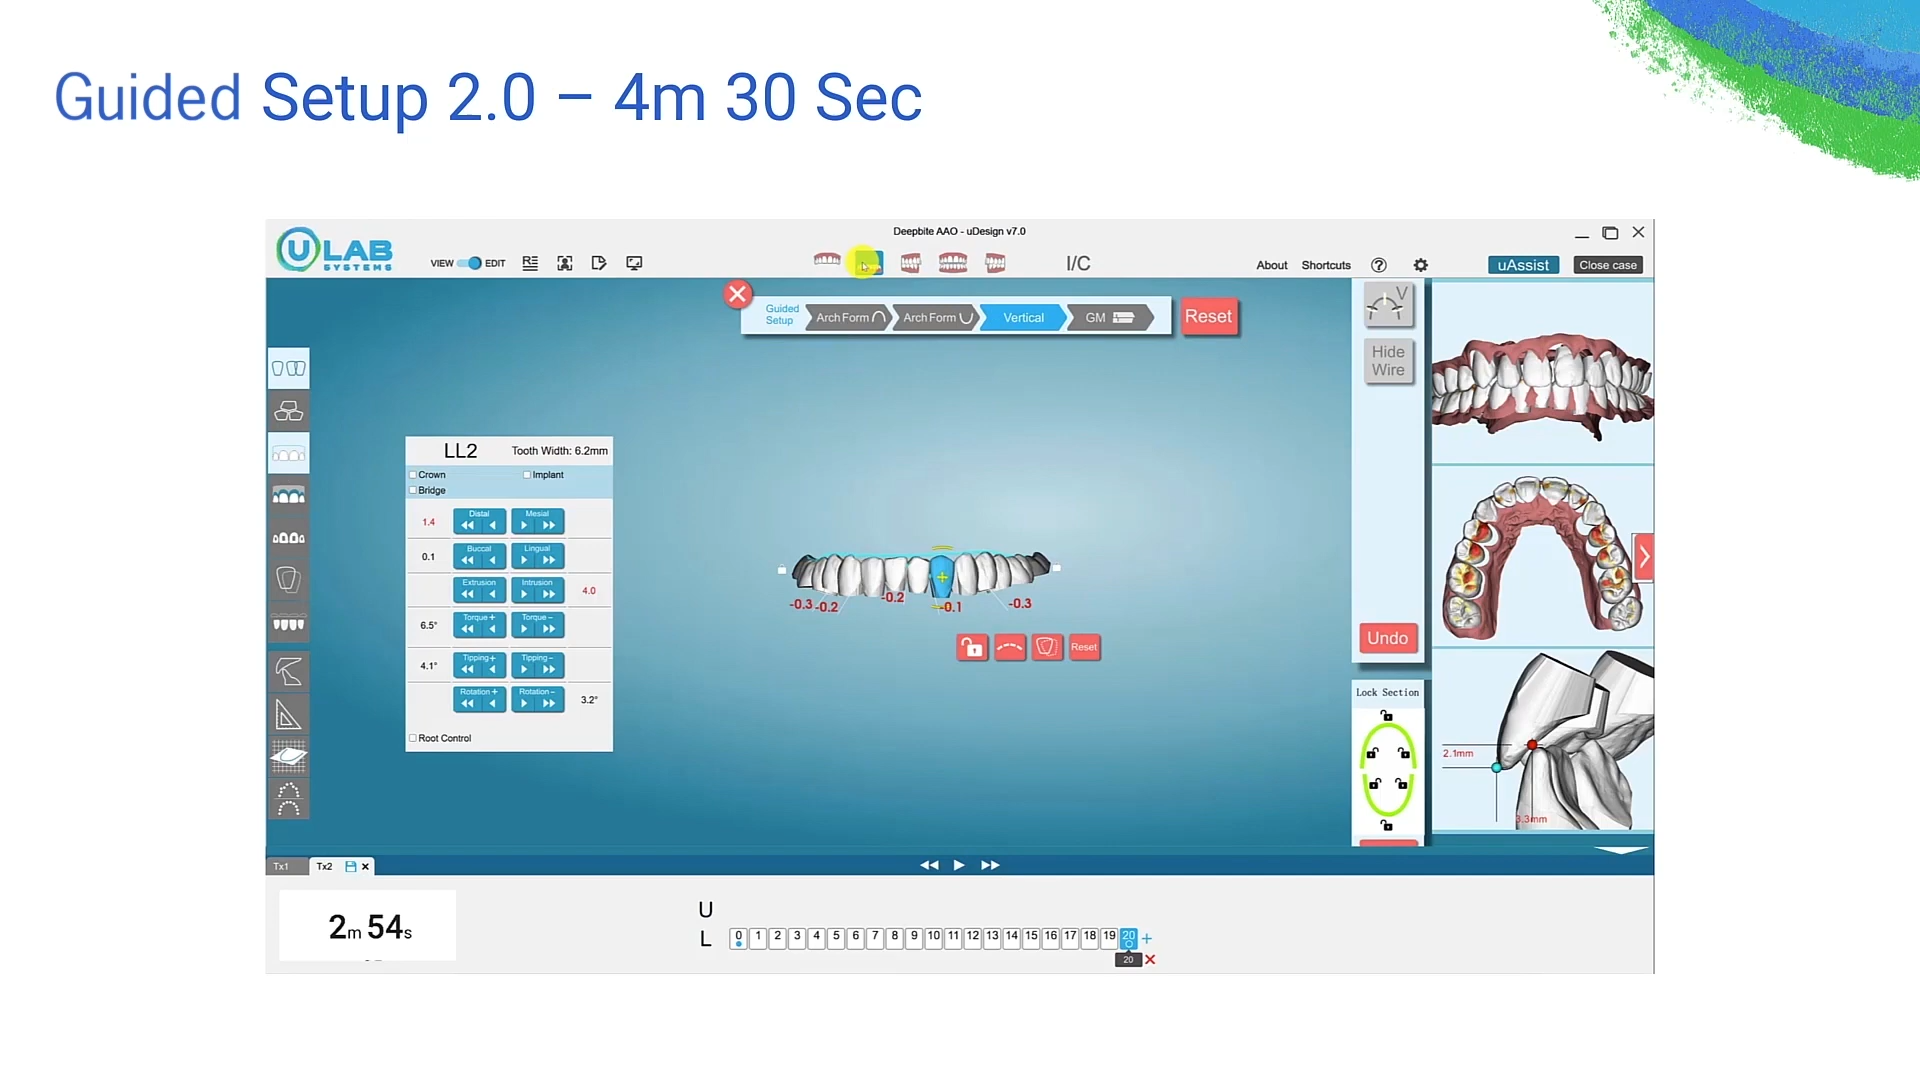 Guided Setup 2.0 – 4m 30 Sec
Deepbite AAO - uDesign v7.0
U LAB
SYSTEMS
VIEW EDIT
I/C
About Shortcuts
uAssist Close case
Guided Setup
Arch Form Arch Form Vertical GM
Reset
V
Hide
Wire
LL2 Tooth Width: 6.2mm
Crown Implant
Bridge
1.4 Distal Mesial
0.1 Buccal Lingual
Extrusion Intrusion 4.0
6.5° Torque+ Torque−
4.1° Tipping+ Tipping−
Rotation+ Rotation− 3.2°
Root Control
-0.3 -0.2 -0.2 -0.1 -0.3
Reset
Undo
Lock Section
2.1mm
3.3mm
Tx1 Tx2
2m 54s
U
L 0 1 2 3 4 5 6 7 8 9 10 11 12 13 14 15 16 17 18 19 20 +
20